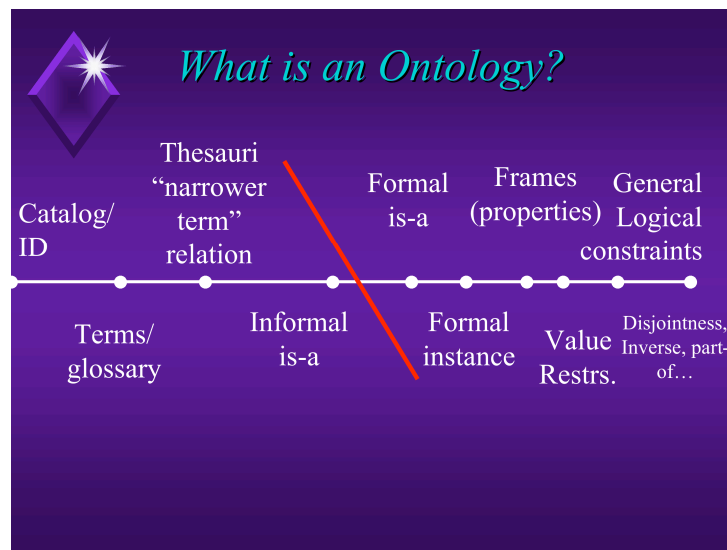 What is an Ontology?
Catalog/
ID
Terms/
glossary
Thesauri
“narrower
term”
relation
Informal
is-a
Formal
is-a
Formal
instance
Frames
(properties)
Value
Restrs.
General
Logical
constraints
Disjointness,
Inverse, part-
of…